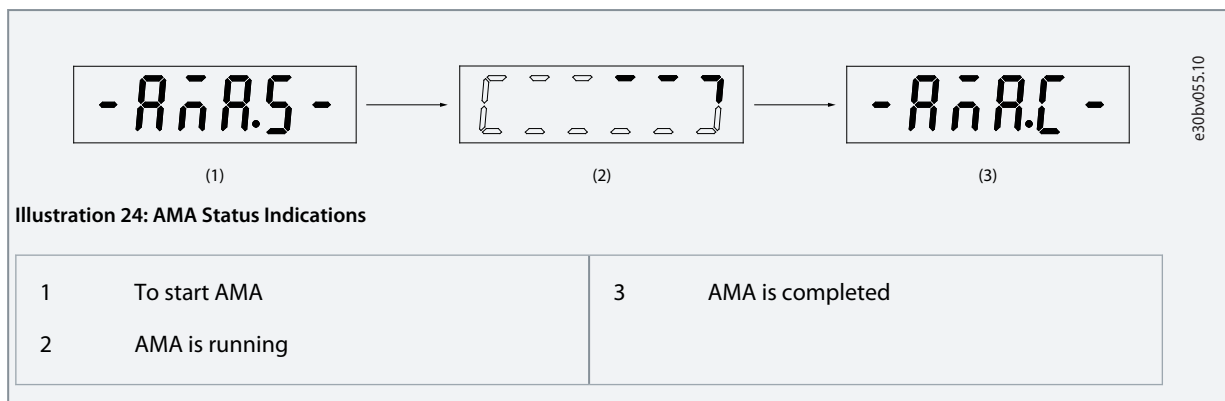 -AMA.S-
-AMA.C-
e30bv055.10
(1)
(2)
(3)
Illustration 24: AMA Status Indications
1 To start AMA
3 AMA is completed
2 AMA is running